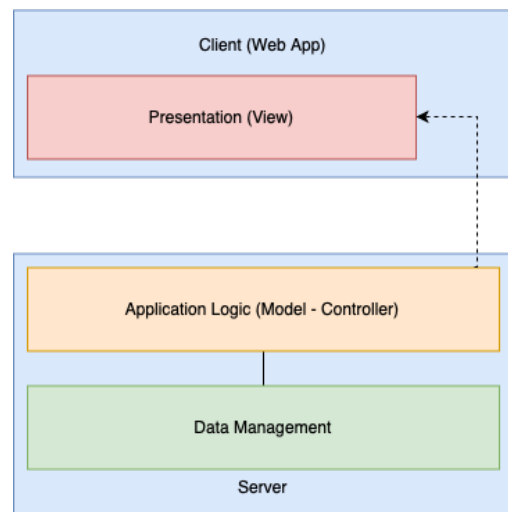 Client (Web App)
Presentation (View)
Application Logic (Model - Controller)
Data Management
Server